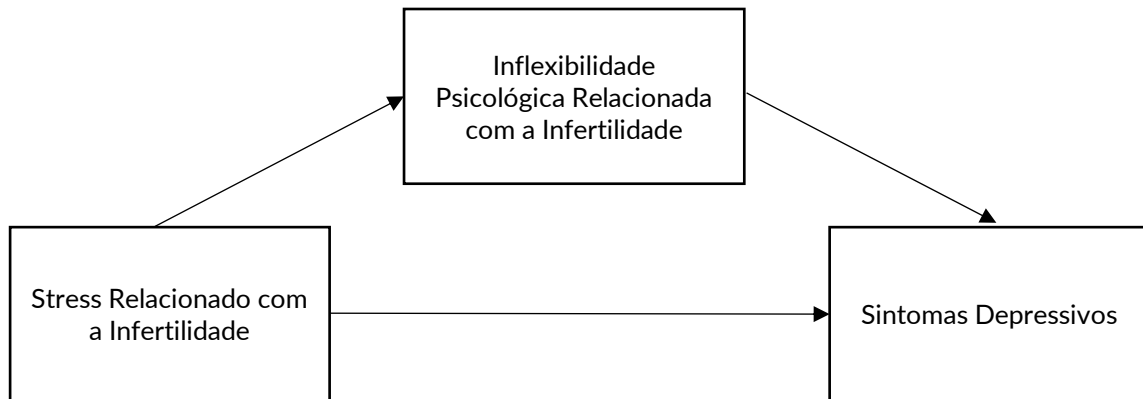 Inflexibilidade
Psicológica Relacionada
com a Infertilidade
Stress Relacionado com
a Infertilidade
Sintomas Depressivos